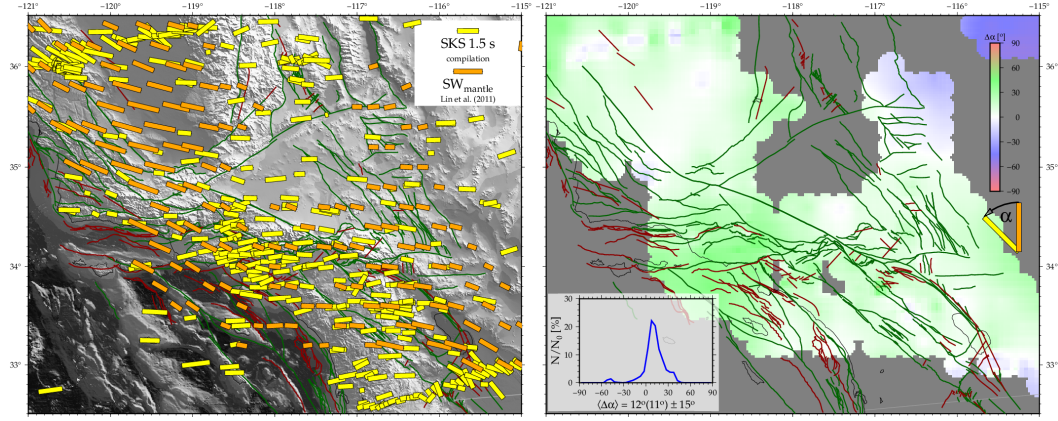 −121° −120° −119° −118° −117° −116° −115°
36°
35°
34°
33°
SKS 1.5 s
compilation
SWmantle
Lin et al. (2011)
−121° −120° −119° −118° −117° −116° −115°
36°
35°
34°
33°
Δα [°]
90
60
30
0
−30
−60
−90
α
N/N₀ [%]
30
20
10
0
−90 −60 −30 0 30 60 90
⟨Δα⟩ = 12°(11°) ± 15°